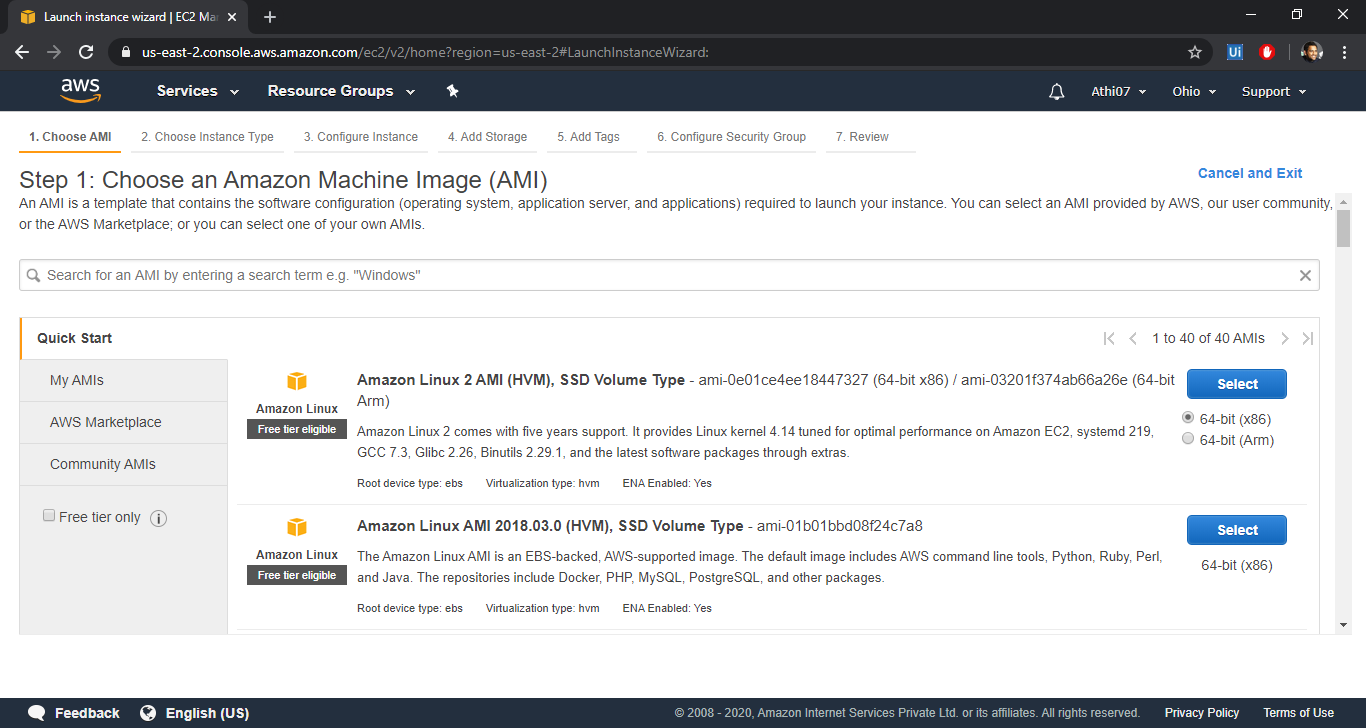 Launch instance wizard | EC2 Mar
us-east-2.console.aws.amazon.com/ec2/v2/home?region=us-east-2#LaunchInstanceWizard:
Ui
aws Services Resource Groups Athi07 Ohio Support
1. Choose AMI 2. Choose Instance Type 3. Configure Instance 4. Add Storage 5. Add Tags 6. Configure Security Group 7. Review
Step 1: Choose an Amazon Machine Image (AMI)
Cancel and Exit
An AMI is a template that contains the software configuration (operating system, application server, and applications) required to launch your instance. You can select an AMI provided by AWS, our user community,
or the AWS Marketplace; or you can select one of your own AMIs.
Search for an AMI by entering a search term e.g. "Windows"
Quick Start
My AMIs
AWS Marketplace
Community AMIs
Free tier only
1 to 40 of 40 AMIs
Amazon Linux
Free tier eligible
Amazon Linux 2 AMI (HVM), SSD Volume Type - ami-0e01ce4ee18447327 (64-bit x86) / ami-03201f374ab66a26e (64-bit
Arm)
Amazon Linux 2 comes with five years support. It provides Linux kernel 4.14 tuned for optimal performance on Amazon EC2, systemd 219,
GCC 7.3, Glibc 2.26, Binutils 2.29.1, and the latest software packages through extras.
Root device type: ebs Virtualization type: hvm ENA Enabled: Yes
Select
64-bit (x86)
64-bit (Arm)
Amazon Linux
Free tier eligible
Amazon Linux AMI 2018.03.0 (HVM), SSD Volume Type - ami-01b01bbd08f24c7a8
The Amazon Linux AMI is an EBS-backed, AWS-supported image. The default image includes AWS command line tools, Python, Ruby, Perl,
and Java. The repositories include Docker, PHP, MySQL, PostgreSQL, and other packages.
Root device type: ebs Virtualization type: hvm ENA Enabled: Yes
Select
64-bit (x86)
Feedback English (US) © 2008 - 2020, Amazon Internet Services Private Ltd. or its affiliates. All rights reserved. Privacy Policy Terms of Use